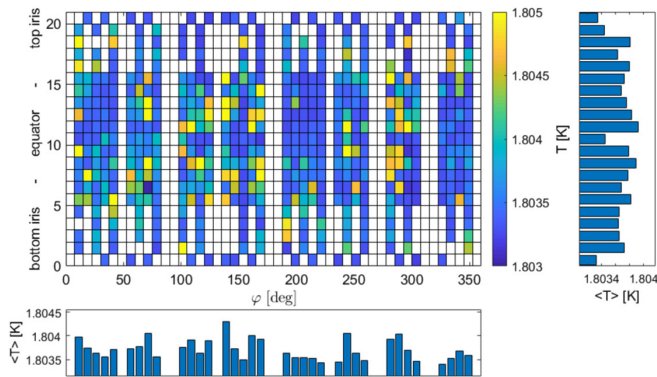 20
15
10
5
0
top iris
-
equator
-
bottom iris
0 50 100 150 200 250 300 350
φ [deg]
1.805
1.8045
1.804
1.8035
1.803
T [K]
1.8034 1.804
<T> [K]
1.8045
1.804
1.8035
<T> [K]